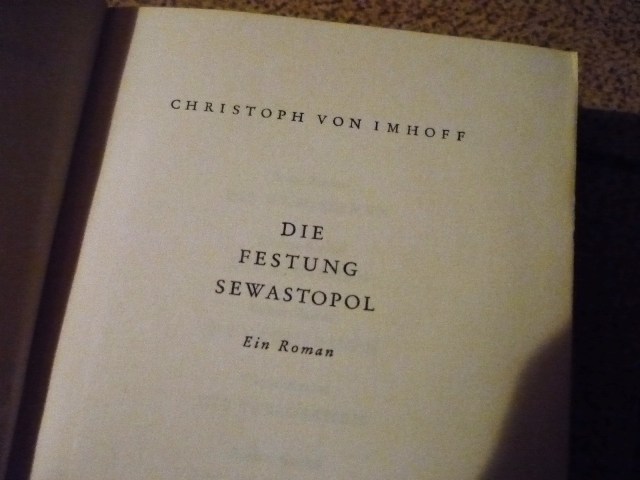 CHRISTOPH VON IMHOFF
DIE
FESTUNG
SEWASTOPOL
Ein Roman